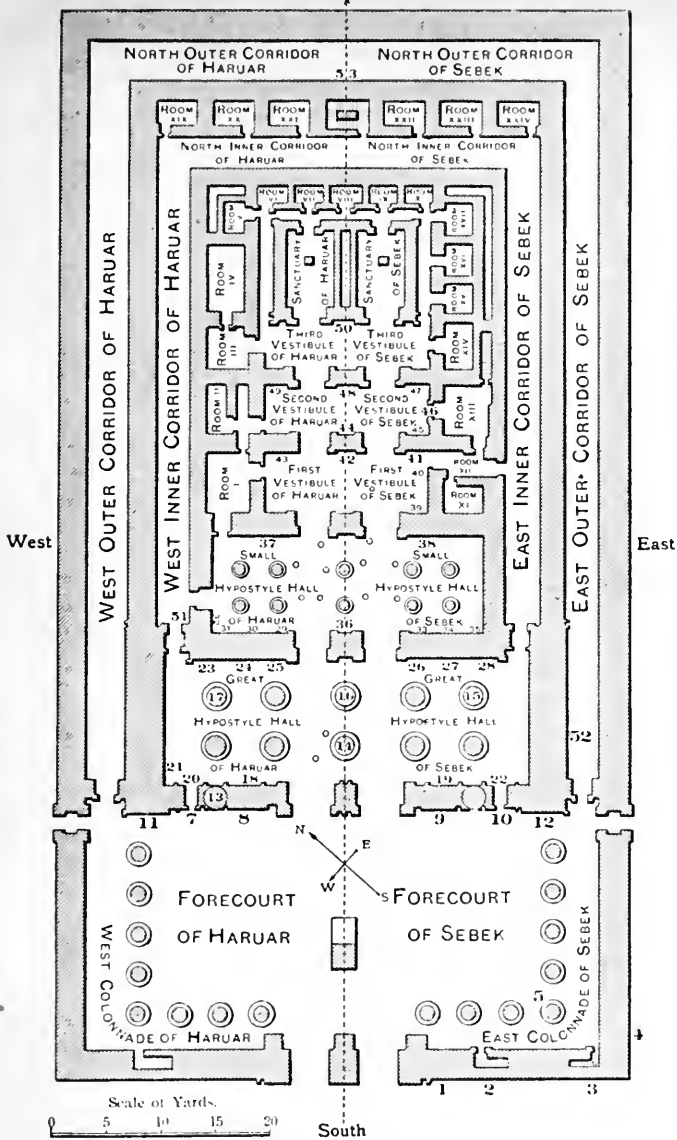 NORTH OUTER CORRIDOR
OF HARUAR
NORTH OUTER CORRIDOR
OF SEBEK
53
ROOM
XIX
ROOM
XX
ROOM
XXI
ROOM
XXII
ROOM
XXIII
ROOM
XXIV
NORTH INNER CORRIDOR
OF HARUAR
NORTH INNER CORRIDOR
OF SEBEK
ROOM
VI
ROOM
VII
ROOM
VIII
ROOM
IX
ROOM
X
ROOM
V
ROOM
XVII
ROOM
XVI
ROOM
XV
ROOM
XIV
ROOM
IV
ROOM
III
ROOM II
ROOM
I
ROOM
XIII
ROOM
XII
ROOM
XI
SANCTUARY
OF HARUAR
SANCTUARY
OF SEBEK
50
THIRD
VESTIBULE
OF HARUAR
THIRD
VESTIBULE
OF SEBEK
49
48
47
SECOND
VESTIBULE
OF HARUAR
SECOND
VESTIBULE
OF SEBEK
46
45
44
43
42
41
FIRST
VESTIBULE
OF HARUAR
FIRST
VESTIBULE
OF SEBEK
40
39
WEST OUTER CORRIDOR OF HARUAR
WEST INNER CORRIDOR OF HARUAR
EAST INNER CORRIDOR OF SEBEK
EAST OUTER CORRIDOR OF SEBEK
West
East
37
38
SMALL
HYPOSTYLE HALL
OF HARUAR
SMALL
HYPOSTYLE HALL
OF SEBEK
51
31
30
29
36
33
34
35
23
24
25
26
27
28
GREAT
HYPOSTYLE HALL
OF HARUAR
GREAT
HYPOSTYLE HALL
OF SEBEK
17
16
15
14
52
21
20
18
19
22
13
11
7
8
9
10
12
N
E
W
S
FORECOURT
OF HARUAR
FORECOURT
OF SEBEK
WEST COLONNADE OF HARUAR
EAST COLONNADE OF SEBEK
5
4
1
2
3
Scale of Yards.
0 5 10 15 20
South